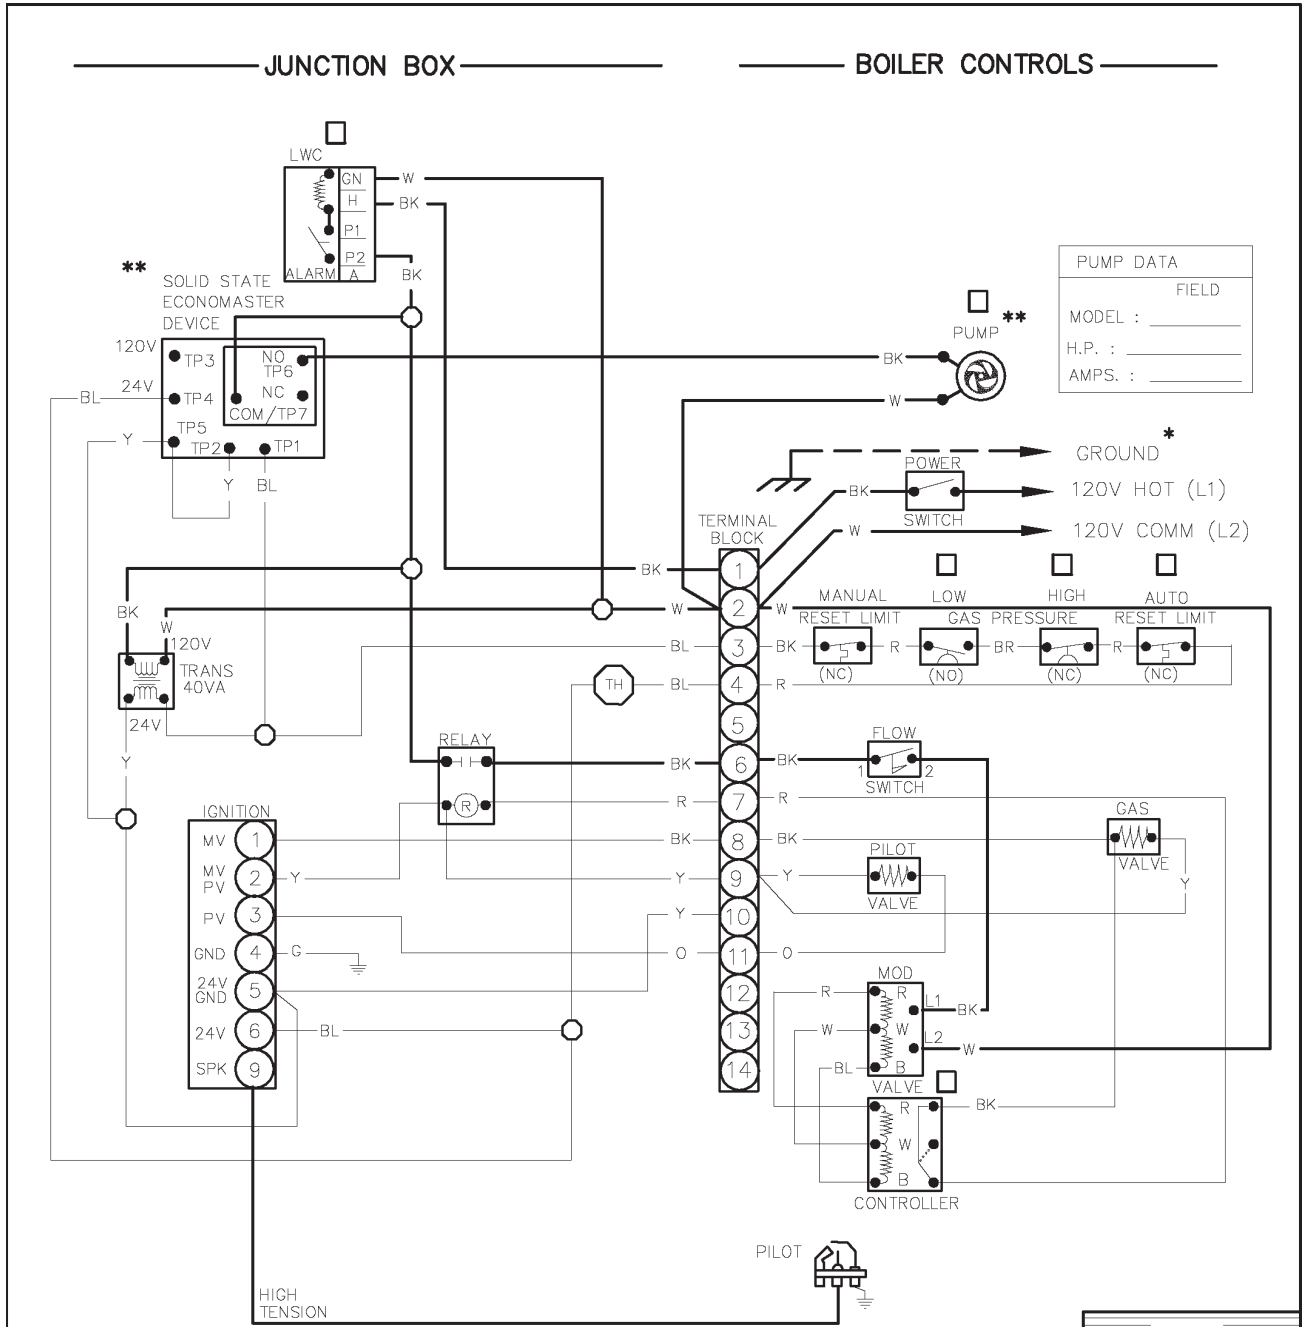 JUNCTION BOX
BOILER CONTROLS
LWC
GN
W
H
BK
P1
P2
BK
ALARM
A
**
SOLID STATE
ECONOMASTER
DEVICE
120V
TP3
NO
TP6
24V
BL
TP4
NC
COM/TP7
TP5
Y
TP2
TP1
Y
BL
PUMP
**
BK
W
PUMP DATA
FIELD
MODEL :
H.P. :
AMPS. :
GROUND
*
POWER
BK
SWITCH
120V HOT (L1)
W
120V COMM (L2)
TERMINAL
BLOCK
BK
1
W
2
W
BL
3
BK
MANUAL
RESET LIMIT
(NC)
R
LOW
HIGH
GAS PRESSURE
(NO)
BR
(NC)
R
AUTO
RESET LIMIT
(NC)
BK
W
120V
TRANS
40VA
24V
Y
TH
BL
4
R
5
RELAY
R
BK
6
BK
FLOW
1
2
SWITCH
R
7
R
BK
8
BK
GAS
VALVE
Y
Y
9
Y
PILOT
VALVE
Y
10
O
11
O
12
13
14
IGNITION
MV
1
MV
PV
2
Y
PV
3
GND
4
G
24V
GND
5
24V
6
BL
SPK
9
MOD
R
R
L1
BK
W
W
L2
W
BL
B
VALVE
R
BK
W
B
CONTROLLER
PILOT
HIGH
TENSION